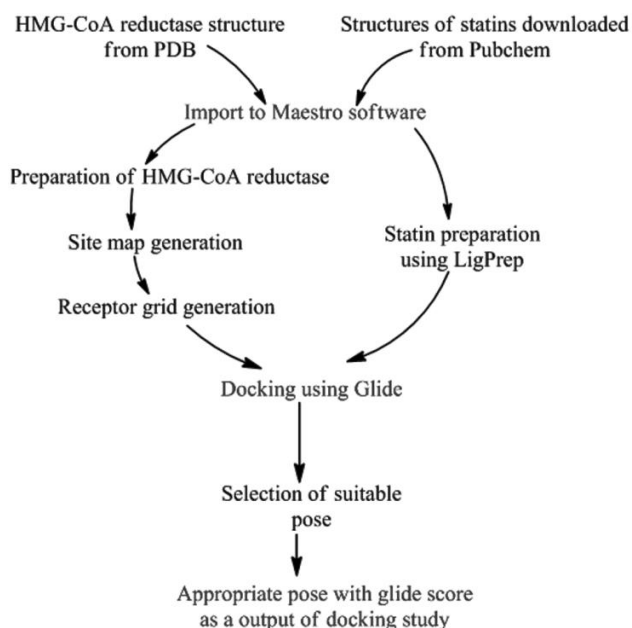 HMG-CoA reductase structure
from PDB
Structures of statins downloaded
from Pubchem
Import to Maestro software
Preparation of HMG-CoA reductase
Site map generation
Receptor grid generation
Statin preparation
using LigPrep
Docking using Glide
Selection of suitable
pose
Appropriate pose with glide score
as a output of docking study